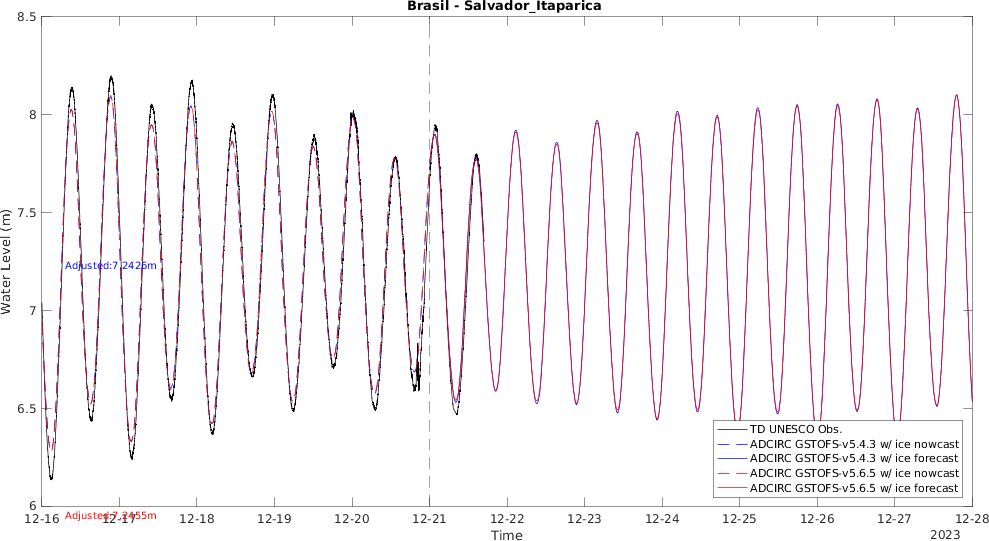 Brasil - Salvador_Itaparica
8.5
8
7.5
7
6.5
6
Water Level (m)
Adjusted:7.2426m
Adjusted:7.2455m
TD UNESCO Obs.
ADCIRC GSTOFS-v5.4.3 w/ ice nowcast
ADCIRC GSTOFS-v5.4.3 w/ ice forecast
ADCIRC GSTOFS-v5.6.5 w/ ice nowcast
ADCIRC GSTOFS-v5.6.5 w/ ice forecast
12-16 12-17 12-18 12-19 12-20 12-21 12-22 12-23 12-24 12-25 12-26 12-27 12-28
Time
2023